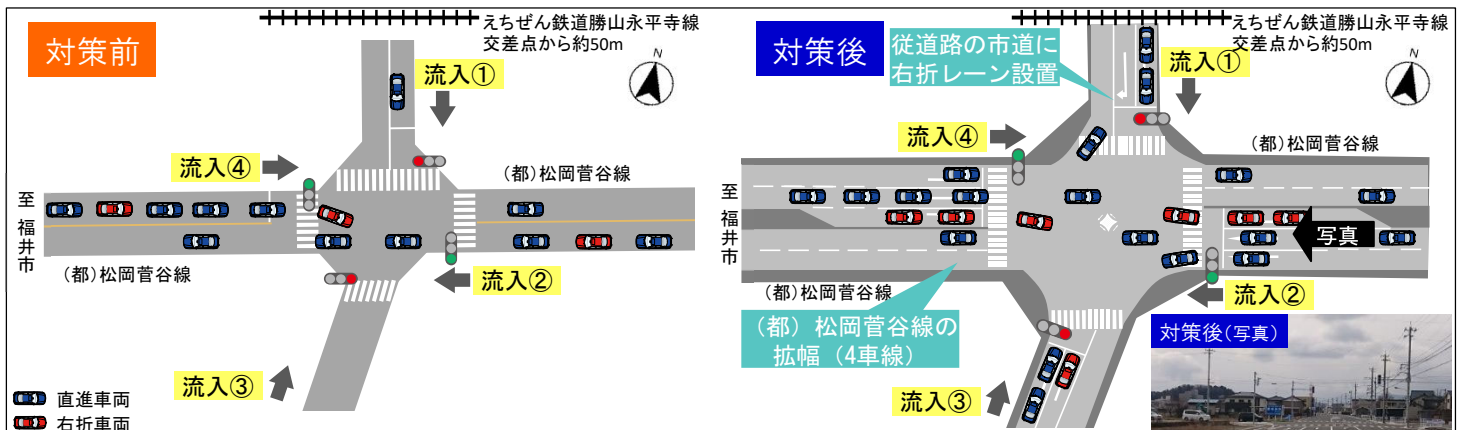 対策前
えちぜん鉄道勝山永平寺線
交差点から約50m
N
流入①
流入④
(都)松岡菅谷線
至福井市
(都)松岡菅谷線
流入②
流入③
直進車両
右折車両
対策後
従道路の市道に
右折レーン設置
えちぜん鉄道勝山永平寺線
交差点から約50m
N
流入①
流入④
(都)松岡菅谷線
至福井市
写真
(都)松岡菅谷線
流入②
(都)松岡菅谷線の
拡幅(4車線)
流入③
対策後(写真)